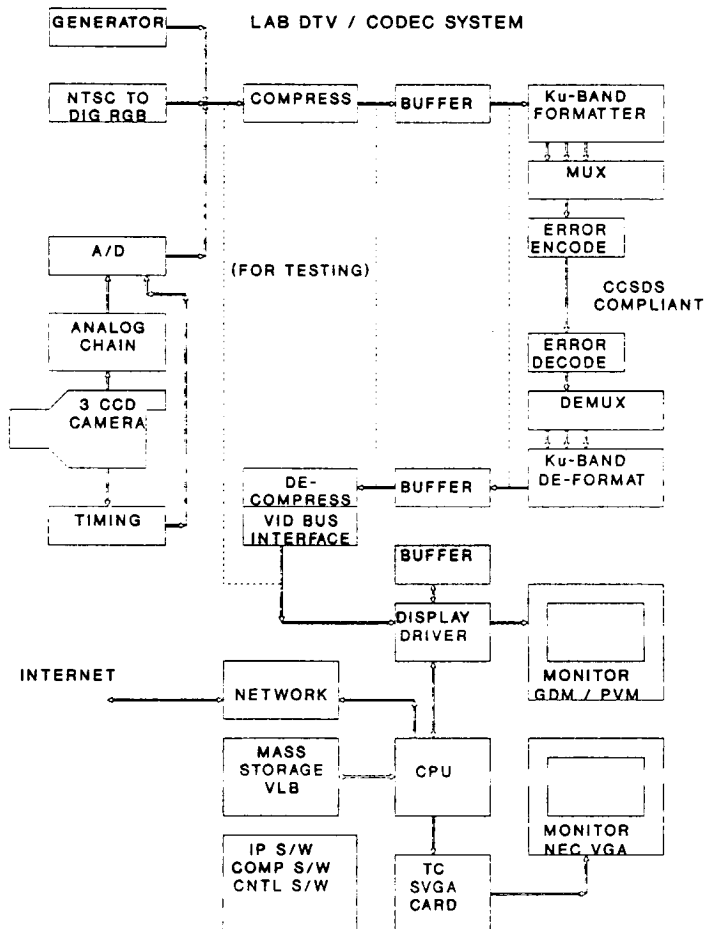 GENERATOR
LAB DTV / CODEC SYSTEM
NTSC TO
DIG RGB
COMPRESS
BUFFER
Ku-BAND
FORMATTER
MUX
ERROR
ENCODE
A/D
(FOR TESTING)
CCSDS
COMPLIANT
ANALOG
CHAIN
ERROR
DECODE
3 CCD
CAMERA
DEMUX
Ku-BAND
DE-FORMAT
DE-
COMPRESS
BUFFER
TIMING
VID BUS
INTERFACE
BUFFER
DISPLAY
DRIVER
MONITOR
GDM / PVM
INTERNET
NETWORK
MASS
STORAGE
VLB
CPU
MONITOR
NEC VGA
IP S/W
COMP S/W
CNTL S/W
TC
SVGA
CARD